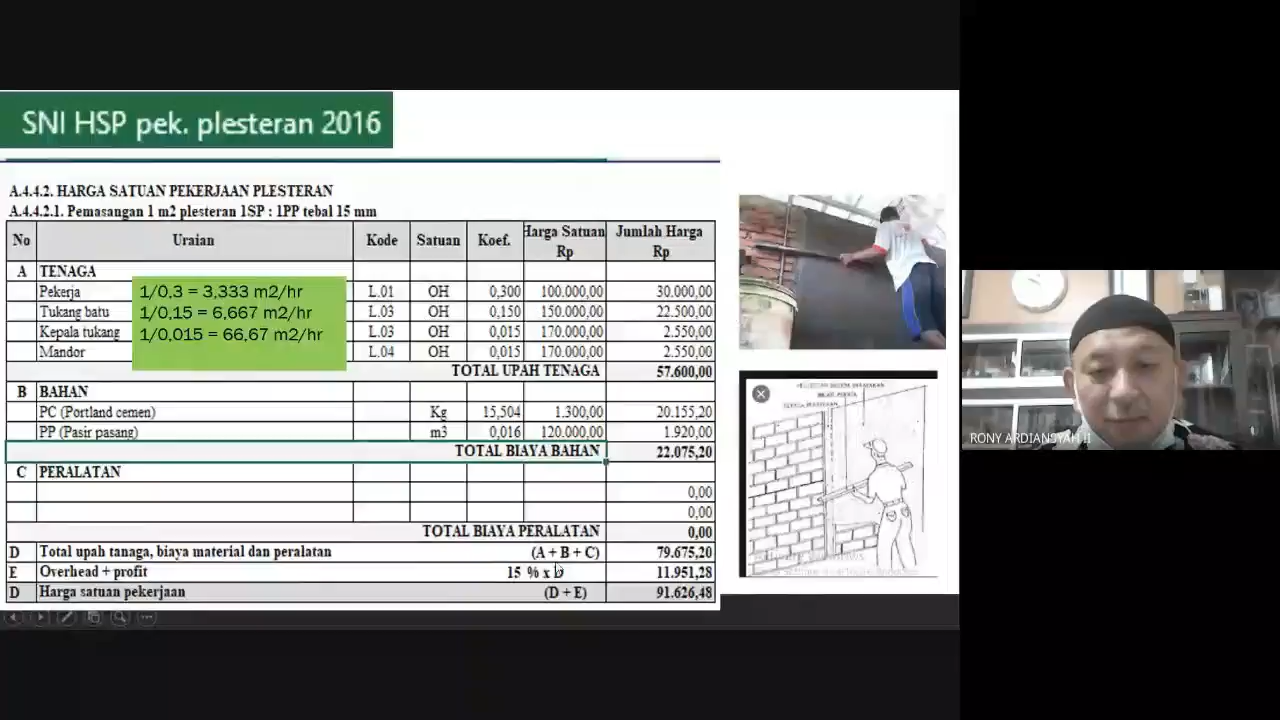 SNI HSP pek. plesteran 2016
A.4.4.2. HARGA SATUAN PEKERJAAN PLESTERAN
A.4.4.2.1. Pemasangan 1 m2 plesteran 1SP : 1PP tebal 15 mm
No Uraian Kode Satuan Koef. Harga Satuan Rp Jumlah Harga Rp
A TENAGA
Pekerja L.01 OH 0,300 100.000,00 30.000,00
Tukang batu L.03 OH 0,150 150.000,00 22.500,00
Kepala tukang L.03 OH 0,015 170.000,00 2.550,00
Mandor L.04 OH 0,015 170.000,00 2.550,00
1/0,3 = 3,333 m2/hr
1/0,15 = 6,667 m2/hr
1/0,015 = 66,67 m2/hr
TOTAL UPAH TENAGA 57.600,00
B BAHAN
PC (Portland cemen) Kg 15,504 1.300,00 20.155,20
PP (Pasir pasang) m3 0,016 120.000,00 1.920,00
TOTAL BIAYA BAHAN 22.075,20
C PERALATAN
0,00
0,00
TOTAL BIAYA PERALATAN 0,00
D Total upah tanaga, biaya material dan peralatan (A + B + C) 79.675,20
E Overhead + profit 15 % x D 11.951,28
D Harga satuan pekerjaan (D + E) 91.626,48
RONY ARDIANSYAH II